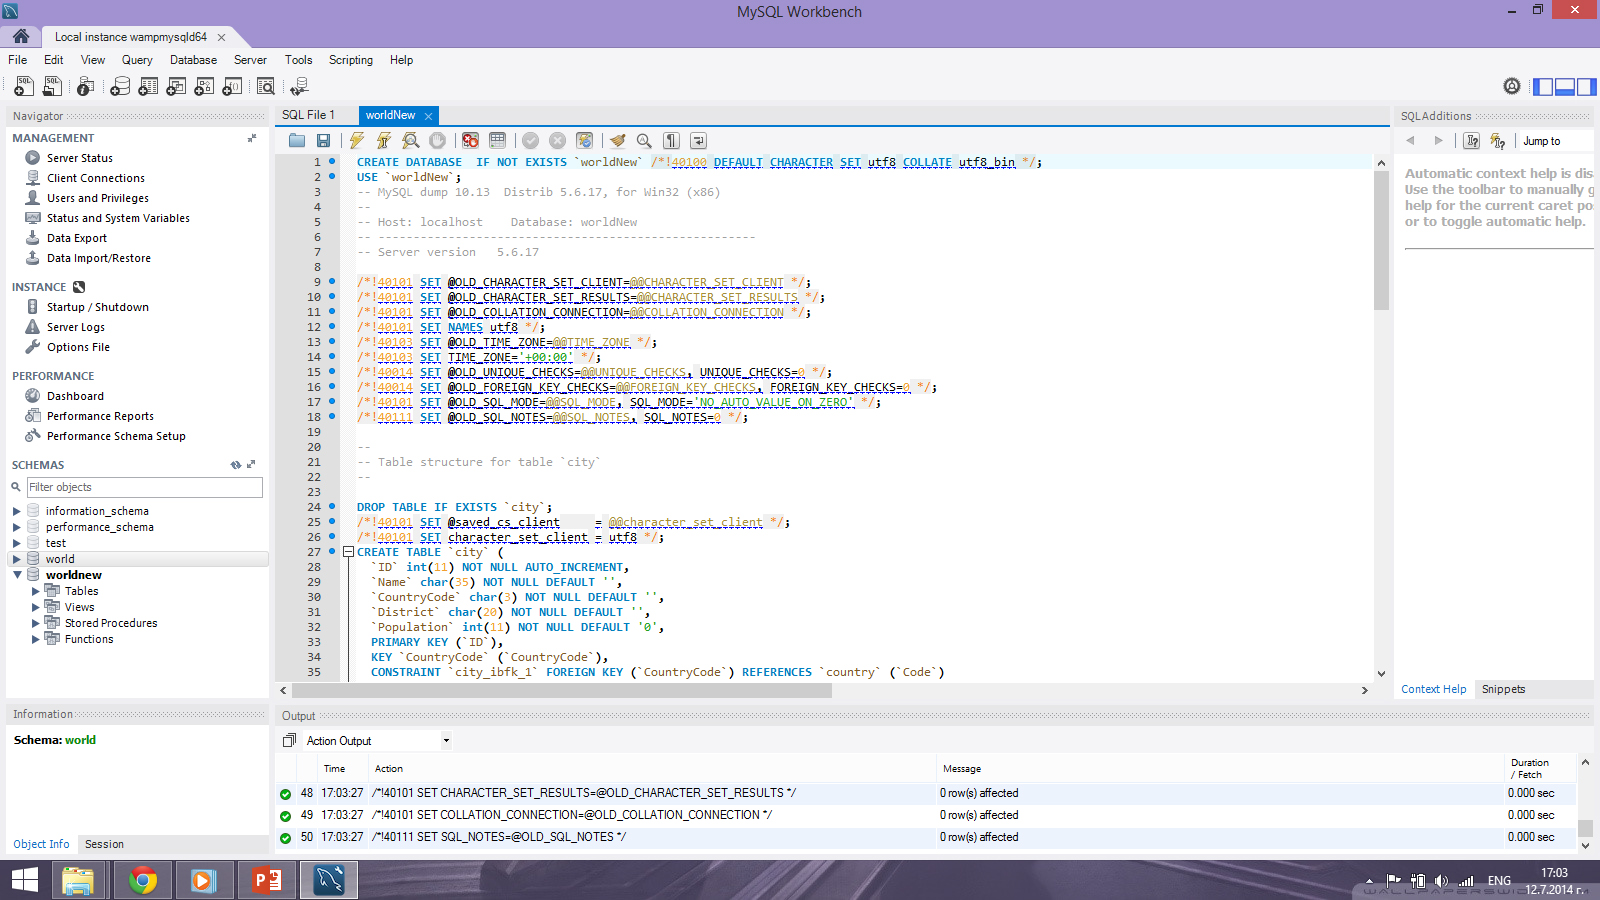 MySQL Workbench
Local instance wampmysqld64
File Edit View Query Database Server Tools Scripting Help
Navigator
MANAGEMENT
Server Status
Client Connections
Users and Privileges
Status and System Variables
Data Export
Data Import/Restore
INSTANCE
Startup / Shutdown
Server Logs
Options File
PERFORMANCE
Dashboard
Performance Reports
Performance Schema Setup
SCHEMAS
Filter objects
information_schema
performance_schema
test
world
worldnew
Tables
Views
Stored Procedures
Functions
Information
Schema: world
Object Info Session
SQL File 1 worldNew
1 CREATE DATABASE  IF NOT EXISTS `worldNew` /*!40100 DEFAULT CHARACTER SET utf8 COLLATE utf8_bin */;
2 USE `worldNew`;
3 -- MySQL dump 10.13  Distrib 5.6.17, for Win32 (x86)
4 --
5 -- Host: localhost    Database: worldNew
6 -- ------------------------------------------------------
7 -- Server version   5.6.17
8
9 /*!40101 SET @OLD_CHARACTER_SET_CLIENT=@@CHARACTER_SET_CLIENT */;
10 /*!40101 SET @OLD_CHARACTER_SET_RESULTS=@@CHARACTER_SET_RESULTS */;
11 /*!40101 SET @OLD_COLLATION_CONNECTION=@@COLLATION_CONNECTION */;
12 /*!40101 SET NAMES utf8 */;
13 /*!40103 SET @OLD_TIME_ZONE=@@TIME_ZONE */;
14 /*!40103 SET TIME_ZONE='+00:00' */;
15 /*!40014 SET @OLD_UNIQUE_CHECKS=@@UNIQUE_CHECKS, UNIQUE_CHECKS=0 */;
16 /*!40014 SET @OLD_FOREIGN_KEY_CHECKS=@@FOREIGN_KEY_CHECKS, FOREIGN_KEY_CHECKS=0 */;
17 /*!40101 SET @OLD_SQL_MODE=@@SQL_MODE, SQL_MODE='NO_AUTO_VALUE_ON_ZERO' */;
18 /*!40111 SET @OLD_SQL_NOTES=@@SQL_NOTES, SQL_NOTES=0 */;
19
20 --
21 -- Table structure for table `city`
22 --
23
24 DROP TABLE IF EXISTS `city`;
25 /*!40101 SET @saved_cs_client     = @@character_set_client */;
26 /*!40101 SET character_set_client = utf8 */;
27 CREATE TABLE `city` (
28 `ID` int(11) NOT NULL AUTO_INCREMENT,
29 `Name` char(35) NOT NULL DEFAULT '',
30 `CountryCode` char(3) NOT NULL DEFAULT '',
31 `District` char(20) NOT NULL DEFAULT '',
32 `Population` int(11) NOT NULL DEFAULT '0',
33 PRIMARY KEY (`ID`),
34 KEY `CountryCode` (`CountryCode`),
35 CONSTRAINT `city_ibfk_1` FOREIGN KEY (`CountryCode`) REFERENCES `country` (`Code`)
SQLAdditions
Jump to
Automatic context help is dis
Use the toolbar to manually g
help for the current caret pos
or to toggle automatic help.
Context Help Snippets
Output
Action Output
Time Action Message Duration / Fetch
48 17:03:27 /*!40101 SET CHARACTER_SET_RESULTS=@OLD_CHARACTER_SET_RESULTS */ 0 row(s) affected 0.000 sec
49 17:03:27 /*!40101 SET COLLATION_CONNECTION=@OLD_COLLATION_CONNECTION */ 0 row(s) affected 0.000 sec
50 17:03:27 /*!40111 SET SQL_NOTES=@OLD_SQL_NOTES */ 0 row(s) affected 0.000 sec
ENG
17:03
12.7.2014 г.